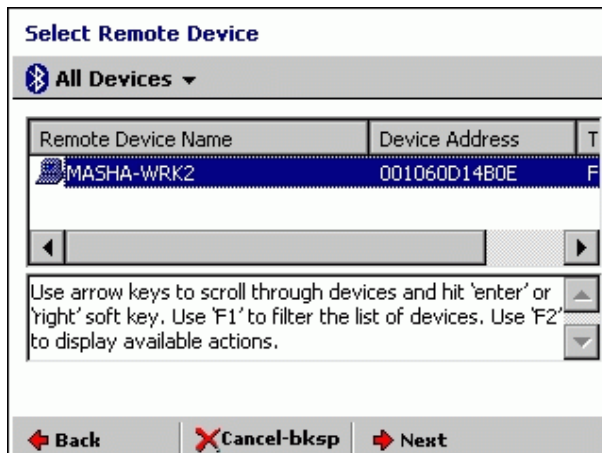 Select Remote Device
All Devices
Remote Device Name Device Address T
MASHA-WRK2 001060D14B0E F
Use arrow keys to scroll through devices and hit 'enter' or
'right' soft key. Use 'F1' to filter the list of devices. Use 'F2'
to display available actions.
Back Cancel-bksp Next